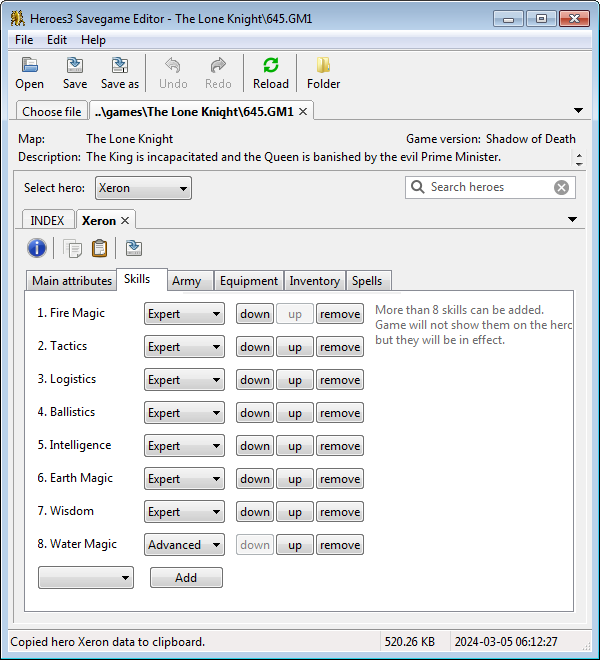 Heroes3 Savegame Editor - The Lone Knight\645.GM1
File Edit Help
Open Save Save as Undo Redo Reload Folder
Choose file ..\games\The Lone Knight\645.GM1
Map: The Lone Knight Game version: Shadow of Death
Description: The King is incapacitated and the Queen is banished by the evil Prime Minister.
Select hero: Xeron Search heroes
INDEX Xeron
Main attributes Skills Army Equipment Inventory Spells
1. Fire Magic Expert down up remove More than 8 skills can be added.
Game will not show them on the herc
but they will be in effect.
2. Tactics Expert down up remove
3. Logistics Expert down up remove
4. Ballistics Expert down up remove
5. Intelligence Expert down up remove
6. Earth Magic Expert down up remove
7. Wisdom Expert down up remove
8. Water Magic Advanced down up remove
Add
Copied hero Xeron data to clipboard. 520.26 KB 2024-03-05 06:12:27